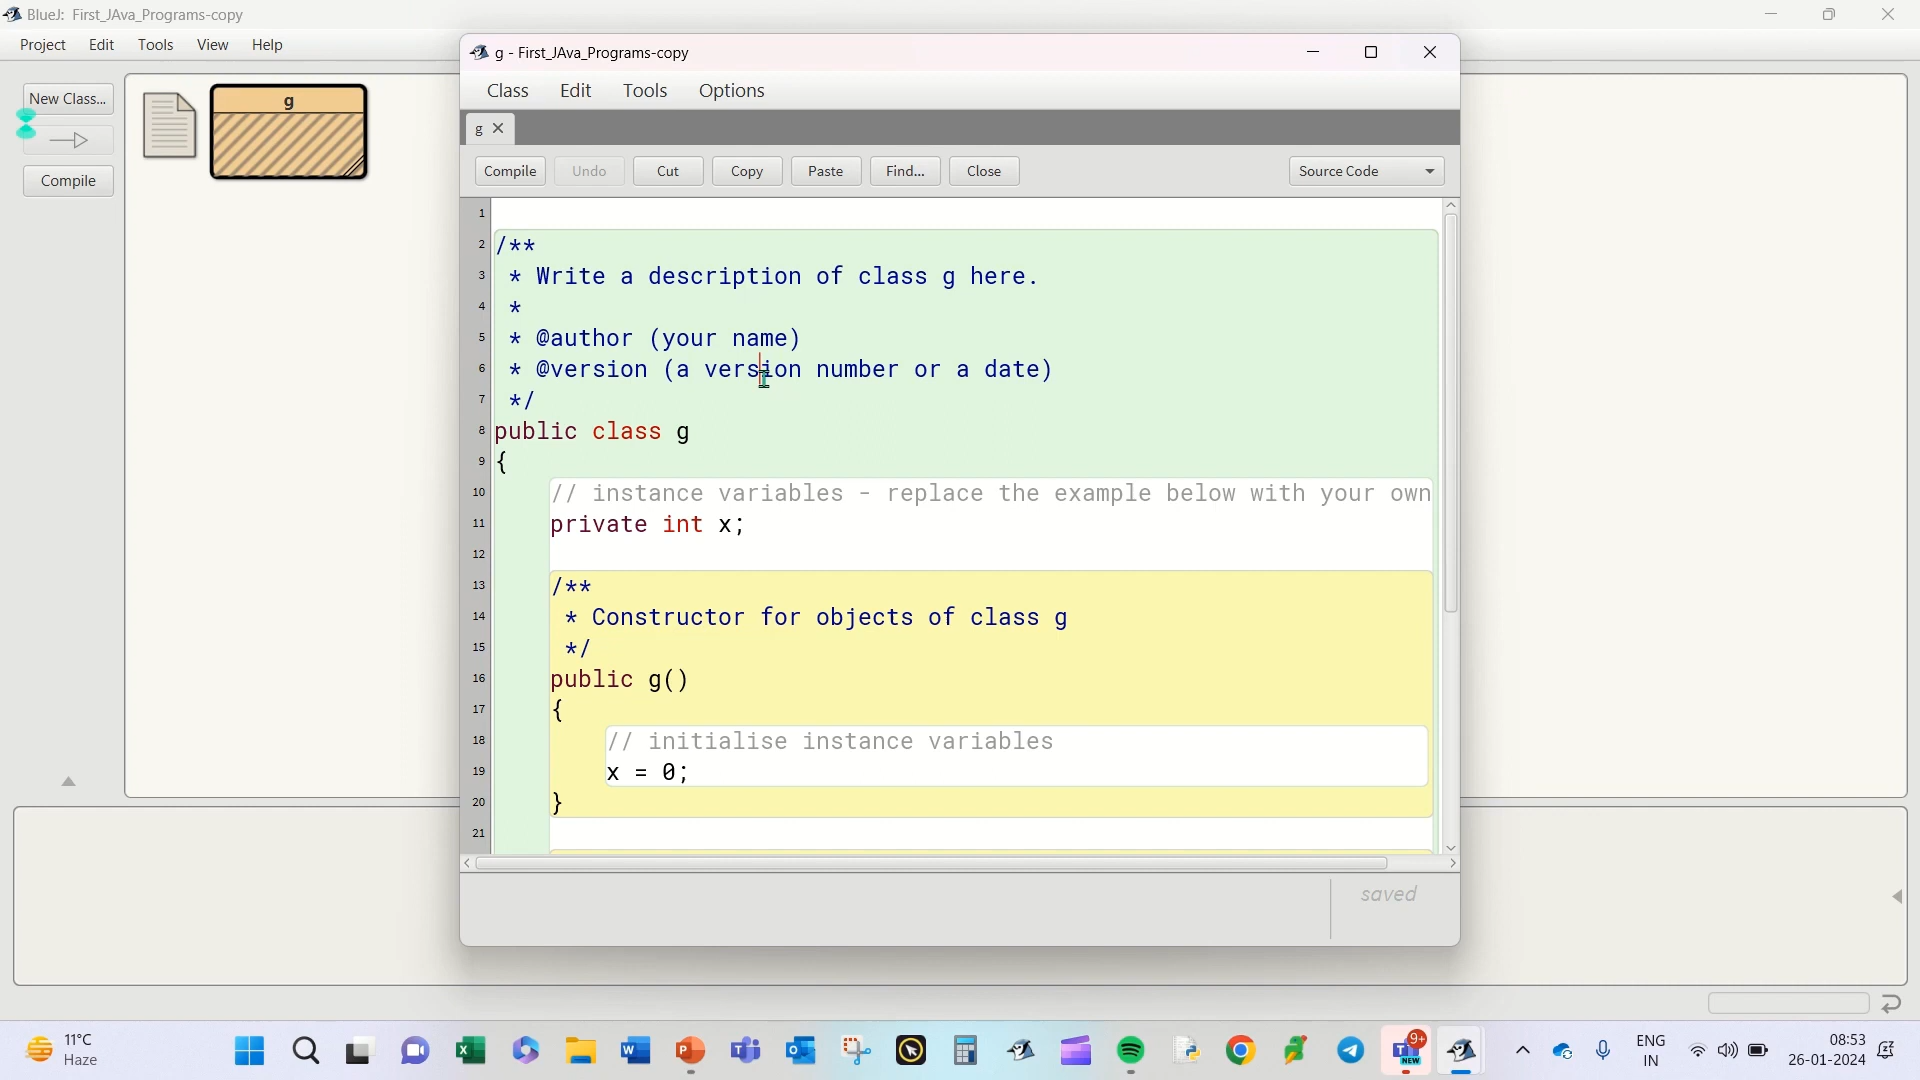 BlueJ: First_JAva_Programs-copy
Project Edit Tools View Help
New Class...
Compile
g
g - First_JAva_Programs-copy
Class Edit Tools Options
g
Compile Undo Cut Copy Paste Find... Close Source Code
1
2 /**
3 * Write a description of class g here.
4 *
5 * @author (your name)
6 * @version (a version number or a date)
7 */
8 public class g
9 {
10 // instance variables - replace the example below with your own
11 private int x;
12
13 /**
14 * Constructor for objects of class g
15 */
16 public g()
17 {
18 // initialise instance variables
19 x = 0;
20 }
21
saved
11°C
Haze
9+
NEW
ENG
IN
08:53
26-01-2024